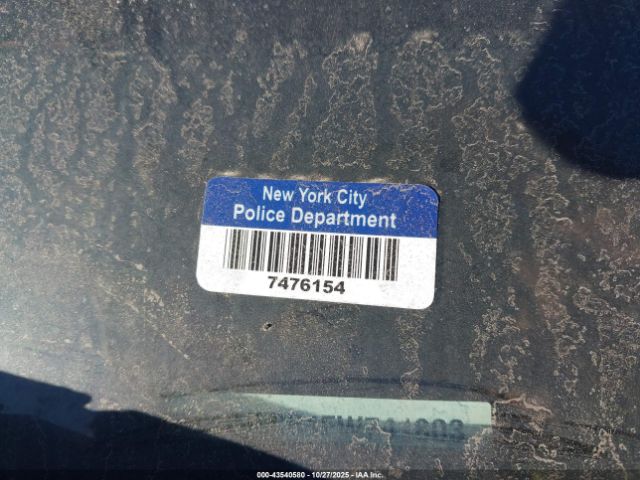 New York City
Police Department
7476154
000-43540580 | 10/27/2025 | IAA Inc.